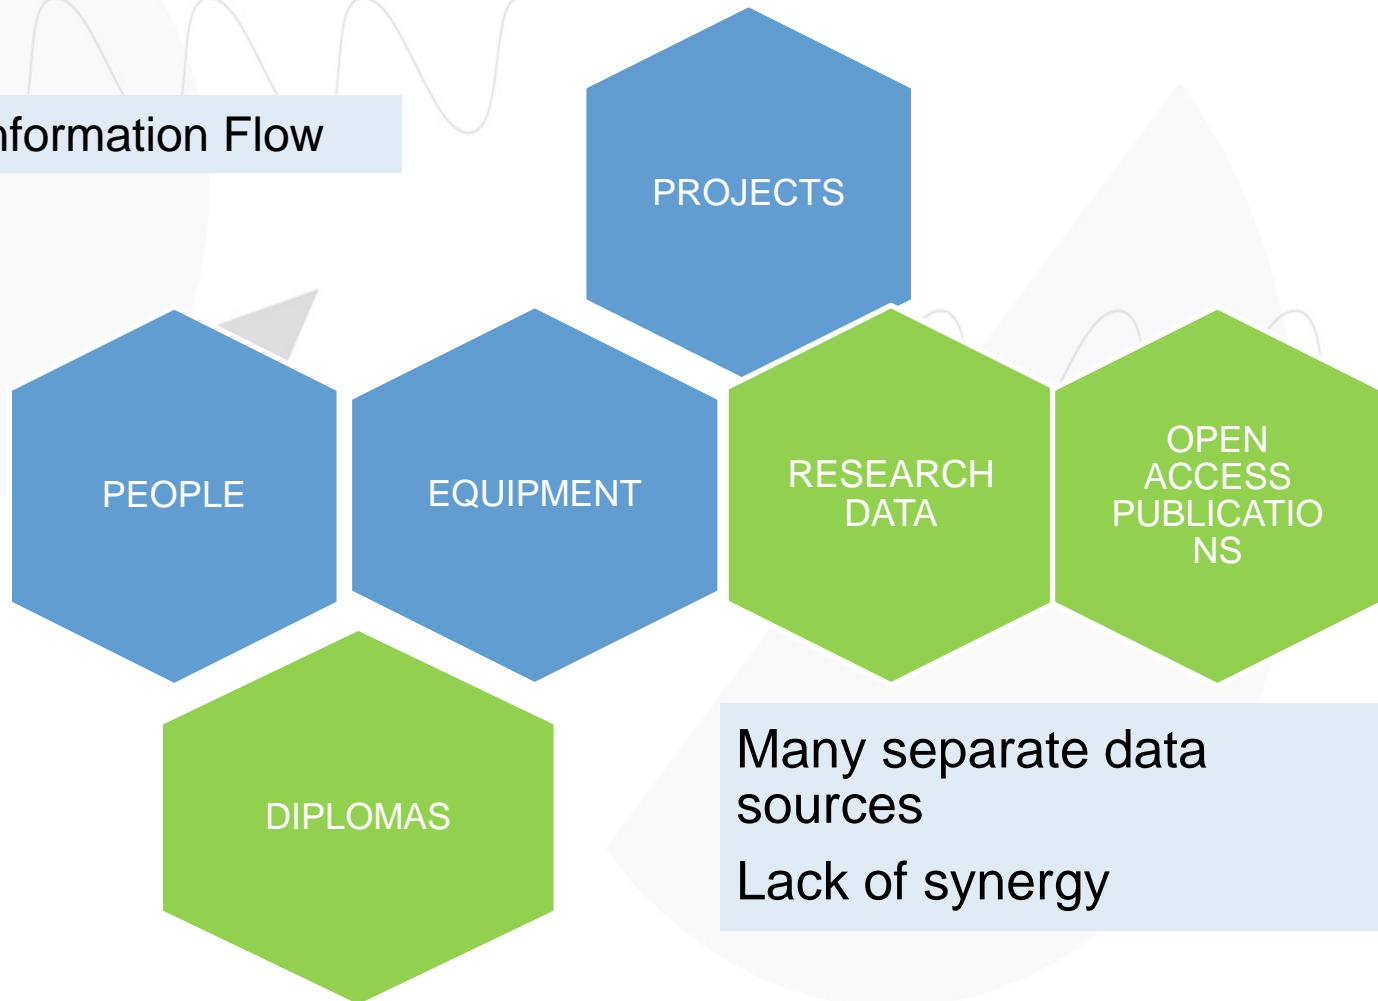 nformation Flow
PROJECTS
PEOPLE
EQUIPMENT
RESEARCH
DATA
OPEN
ACCESS
PUBLICATIO
NS
DIPLOMAS
Many separate data
sources
Lack of synergy